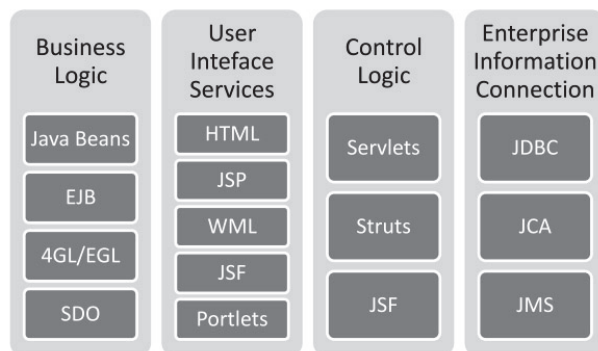 Business
Logic
Java Beans
EJB
4GL/EGL
SDO
User
Inteface
Services
HTML
JSP
WML
JSF
Portlets
Control
Logic
Servlets
Struts
JSF
Enterprise
Information
Connection
JDBC
JCA
JMS